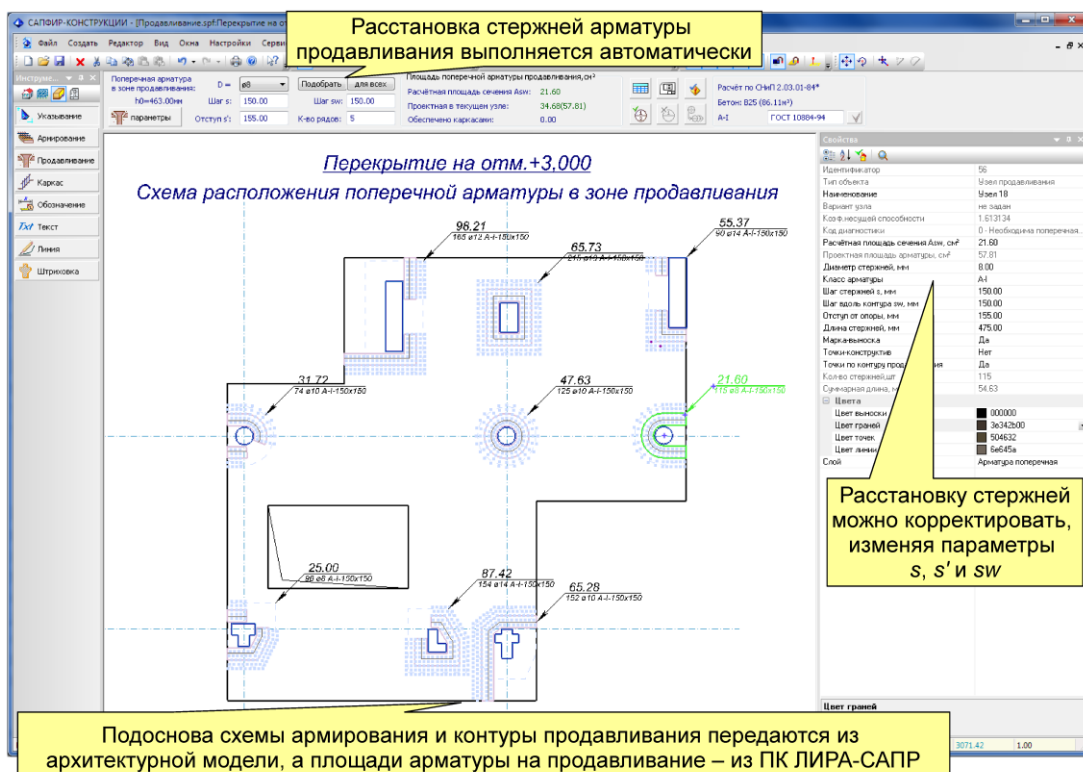 САПФИР-КОНСТРУКЦИИ - [Продавливание.spf:Перекрытие на от
Файл Создать Редактор Вид Окна Настройки
Расстановка стержней арматуры
продавливания выполняется автоматически
Поперечная арматура
в зоне продавливания:
h0=463.00мм
параметры
D = ø8
Шаг s: 150.00
Отступ s': 155.00
Подобрать для всех
Шаг sw: 150.00
К-во рядов: 5
Площадь поперечной арматуры продавливания,см²
Расчётная площадь сечения Asw: 21.60
Проектная в текущем узле: 34.68(57.81)
Обеспечено каркасами: 0.00
Расчёт по СНиП 2.03.01-84*
Бетон: B25 (86.11м³)
A-I ГОСТ 10884-94
Указывание
Армирование
Продавливание
Каркас
Обозначение
Txt Текст
Линия
Штриховка
Перекрытие на отм.+3,000
Схема расположения поперечной арматуры в зоне продавливания
98.21
165 ø12 A-I-150x150
65.73
55.37
90 ø14 A-I-150x150
31.72
74 ø10 A-I-150x150
47.63
125 ø10 A-I-150x150
21.60
115 ø8 A-I-150x150
25.00
87.42
154 ø14 A-I-150x150
65.28
152 ø10 A-I-150x150
Свойства
Идентификатор 56
Тип объекта Узел продавливания
Наименование Узел 18
Вариант узла не задан
Коэф.несущей способности 1.613134
Код диагностики 0 - Необходима поперечная...
Расчётная площадь сечения Asw, см² 21.60
Проектная площадь арматуры, см² 57.81
Диаметр стержней, мм 8.00
Класс арматуры A-I
Шаг стержней s, мм 150.00
Шаг вдоль контура sw, мм 150.00
Отступ от опоры, мм 155.00
Длина стержней, мм 475.00
Марка-выноска Да
Точки-конструктив Нет
Точки по контуру Да
Кол-во стержней,шт 115
Суммарная длина, 54.63
Цвета
Цвет выноски 000000
Цвет граней 3e342b00
Цвет точек 504632
Цвет линии 6e645a
Слой Арматура поперечная
Расстановку стержней
можно корректировать,
изменяя параметры
s, s' и sw
Цвет граней
3071.42 1.00
Подоснова схемы армирования и контуры продавливания передаются из
архитектурной модели, а площади арматуры на продавливание – из ПК ЛИРА-САПР